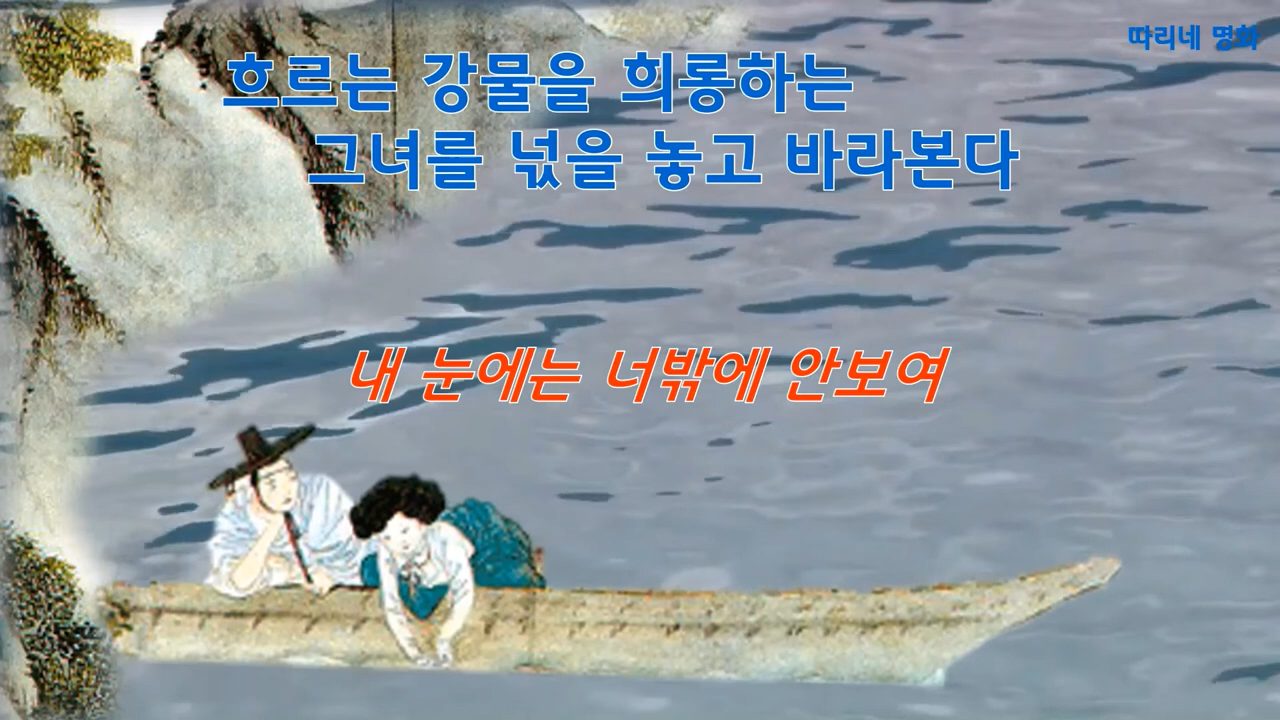 따리네 명화
흐르는 강물을 희롱하는
그녀를 넋을 놓고 바라본다
내 눈에는 너밖에 안보여